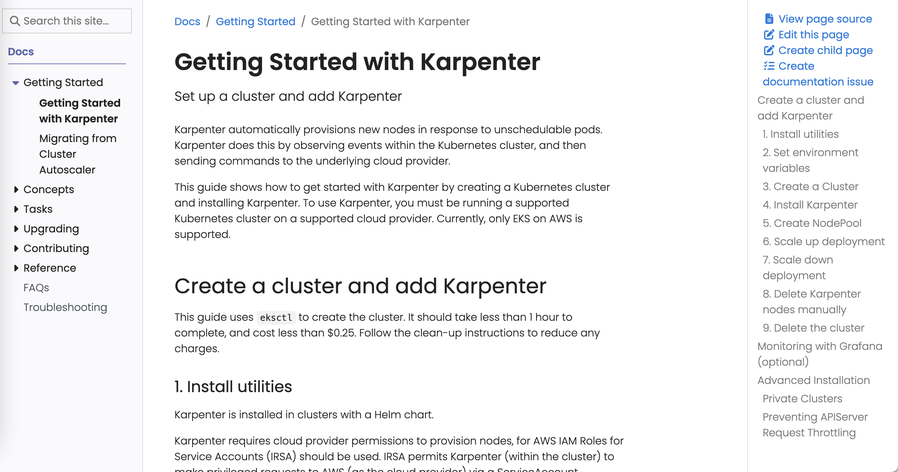 Search this site…
Docs
Getting Started
Getting Started
with Karpenter
Migrating from
Cluster
Autoscaler
Concepts
Tasks
Upgrading
Contributing
Reference
FAQs
Troubleshooting
Docs / Getting Started / Getting Started with Karpenter
Getting Started with Karpenter
Set up a cluster and add Karpenter
Karpenter automatically provisions new nodes in response to unschedulable pods.
Karpenter does this by observing events within the Kubernetes cluster, and then
sending commands to the underlying cloud provider.
This guide shows how to get started with Karpenter by creating a Kubernetes cluster
and installing Karpenter. To use Karpenter, you must be running a supported
Kubernetes cluster on a supported cloud provider. Currently, only EKS on AWS is
supported.
Create a cluster and add Karpenter
This guide uses eksctl to create the cluster. It should take less than 1 hour to
complete, and cost less than $0.25. Follow the clean-up instructions to reduce any
charges.
1. Install utilities
Karpenter is installed in clusters with a Helm chart.
Karpenter requires cloud provider permissions to provision nodes, for AWS IAM Roles for
Service Accounts (IRSA) should be used. IRSA permits Karpenter (within the cluster) to
make privileged requests to AWS (as the cloud provider) via a ServiceAccount.
View page source
Edit this page
Create child page
Create
documentation issue
Create a cluster and
add Karpenter
1. Install utilities
2. Set environment
variables
3. Create a Cluster
4. Install Karpenter
5. Create NodePool
6. Scale up deployment
7. Scale down
deployment
8. Delete Karpenter
nodes manually
9. Delete the cluster
Monitoring with Grafana
(optional)
Advanced Installation
Private Clusters
Preventing APIServer
Request Throttling